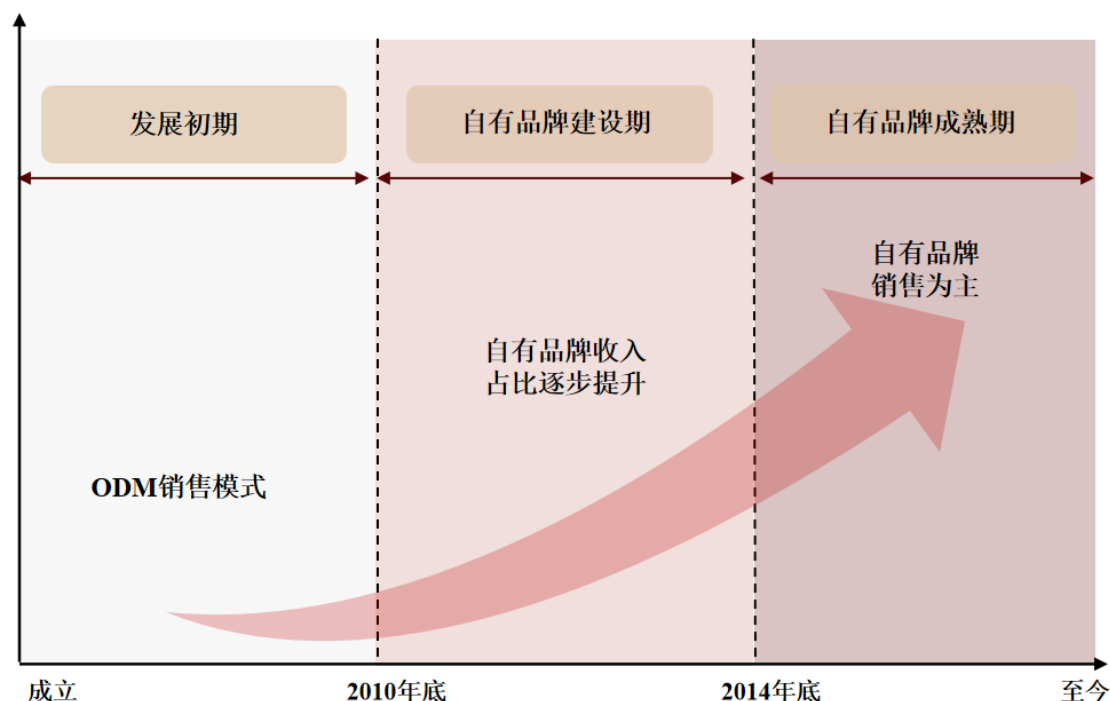 发展初期
自有品牌建设期
自有品牌成熟期
自有品牌
销售为主
自有品牌收入
占比逐步提升
ODM销售模式
成立
2010年底
2014年底
至今